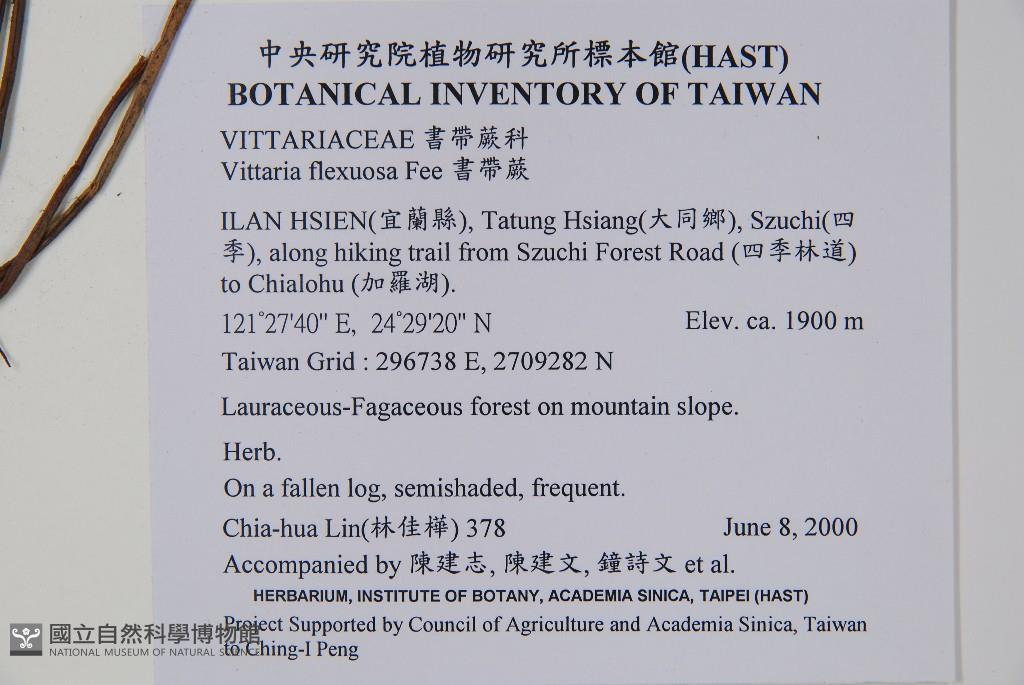 中央研究院植物研究所標本館(HAST)
BOTANICAL INVENTORY OF TAIWAN
VITTARIACEAE 書帶蕨科
Vittaria flexuosa Fee 書帶蕨
ILAN HSIEN(宜蘭縣), Tatung Hsiang(大同鄉), Szuchi(四
季), along hiking trail from Szuchi Forest Road (四季林道)
to Chialohu (加羅湖).
121°27'40" E, 24°29'20" N Elev. ca. 1900 m
Taiwan Grid : 296738 E, 2709282 N
Lauraceous-Fagaceous forest on mountain slope.
Herb.
On a fallen log, semishaded, frequent.
Chia-hua Lin(林佳樺) 378 June 8, 2000
Accompanied by 陳建志, 陳建文, 鐘詩文 et al.
HERBARIUM, INSTITUTE OF BOTANY, ACADEMIA SINICA, TAIPEI (HAST)
Project Supported by Council of Agriculture and Academia Sinica, Taiwan
to Ching-I Peng
國立自然科學博物館
NATIONAL MUSEUM OF NATURAL SCIENCE